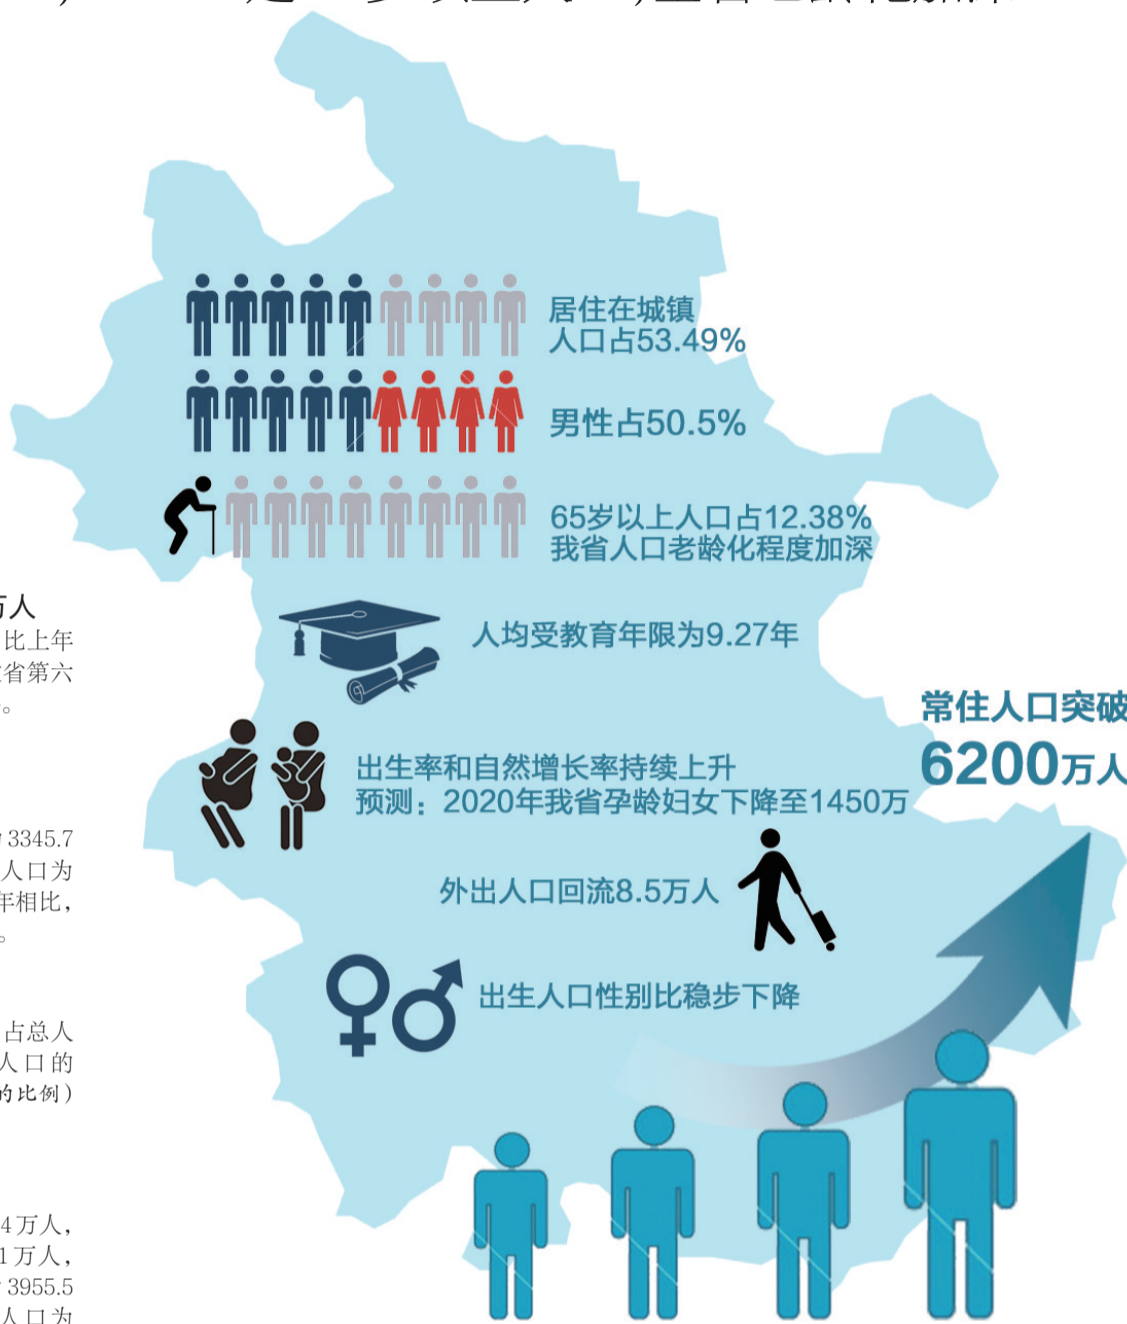 万人
比上年
省第六
。
3345.7
人口为
年相比，
。
占总人
人口的
的比例）
4万人，
1万人，
3955.5
人口为
居住在城镇
人口占53.49%
男性占50.5%
65岁以上人口占12.38%
我省人口老龄化程度加深
人均受教育年限为9.27年
常住人口突破
6200万人
出生率和自然增长率持续上升
预测：2020年我省孕龄妇女下降至1450万
外出人口回流8.5万人
出生人口性别比稳步下降